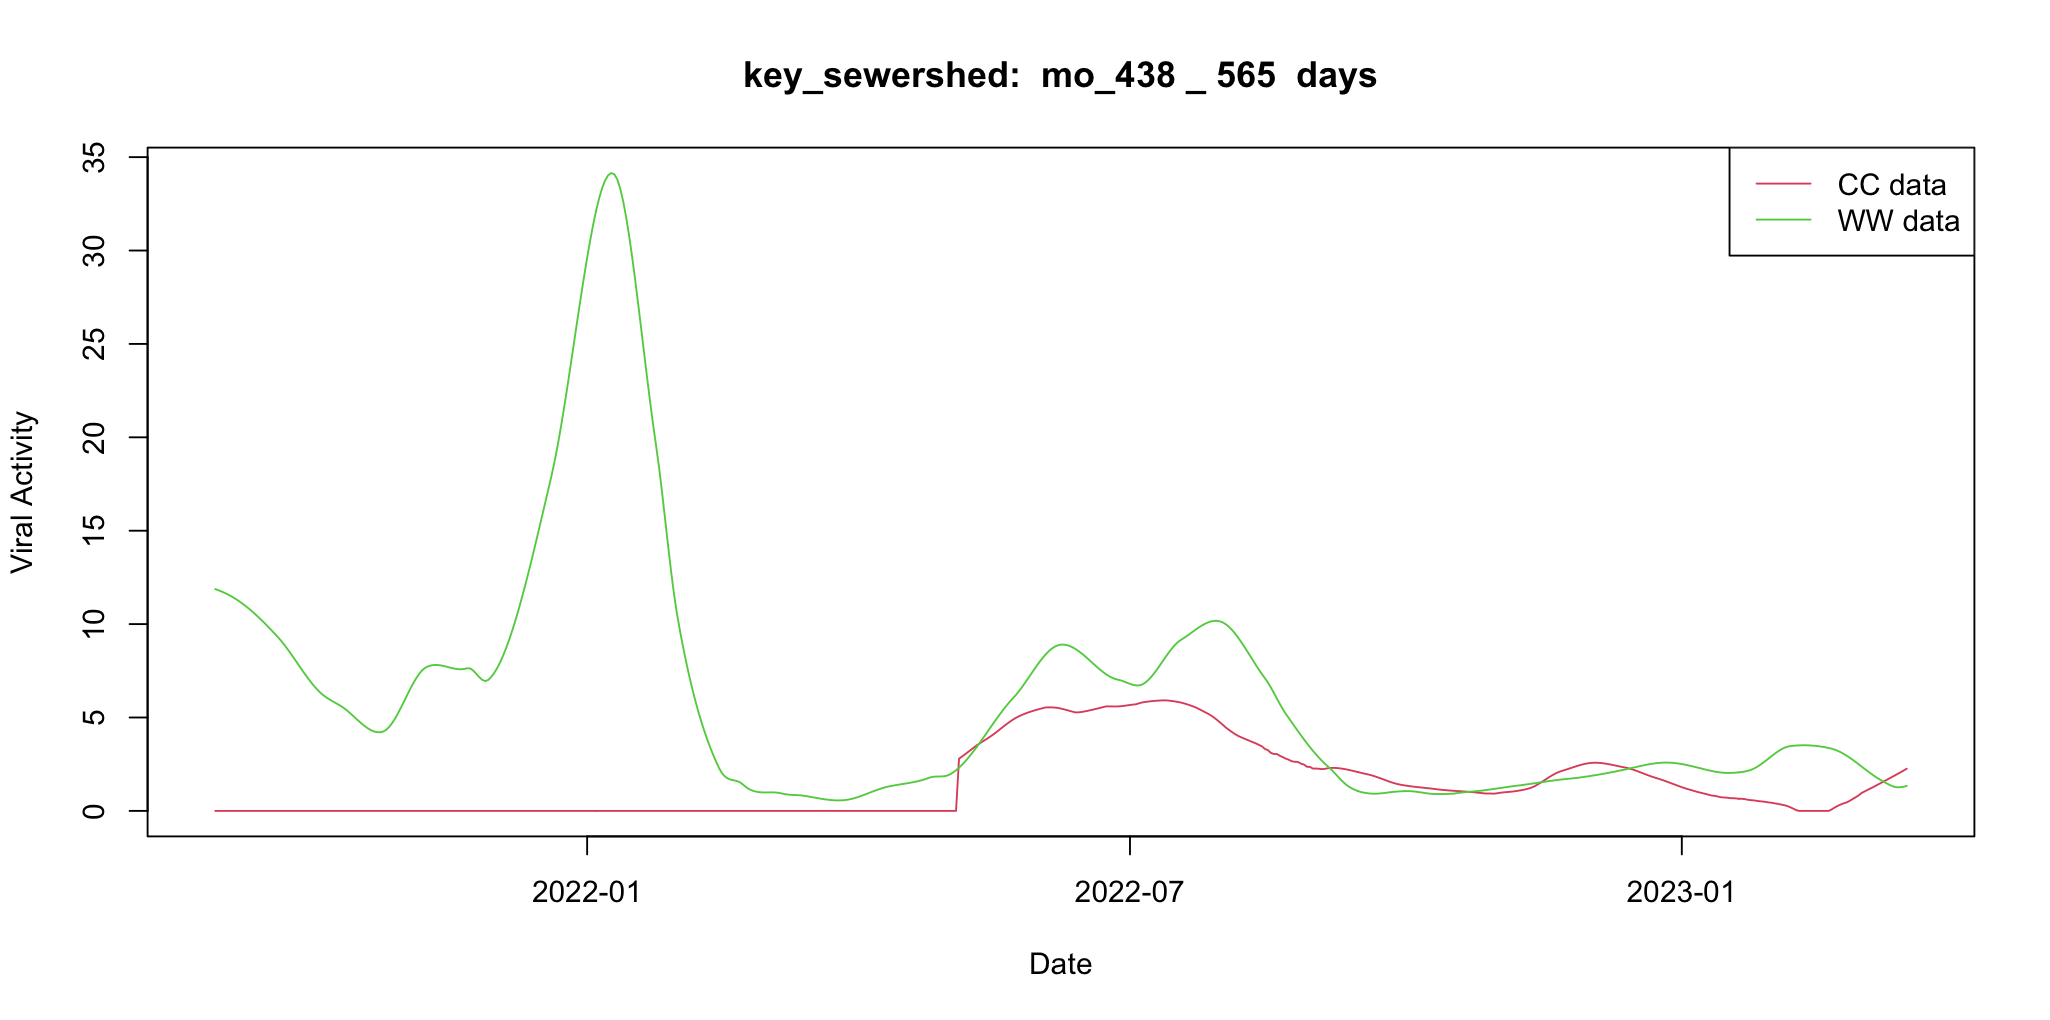 key_sewershed:  mo_438 _ 565  days
CC data
WW data
Viral Activity
35
30
25
20
15
10
5
0
2022-01
2022-07
2023-01
Date